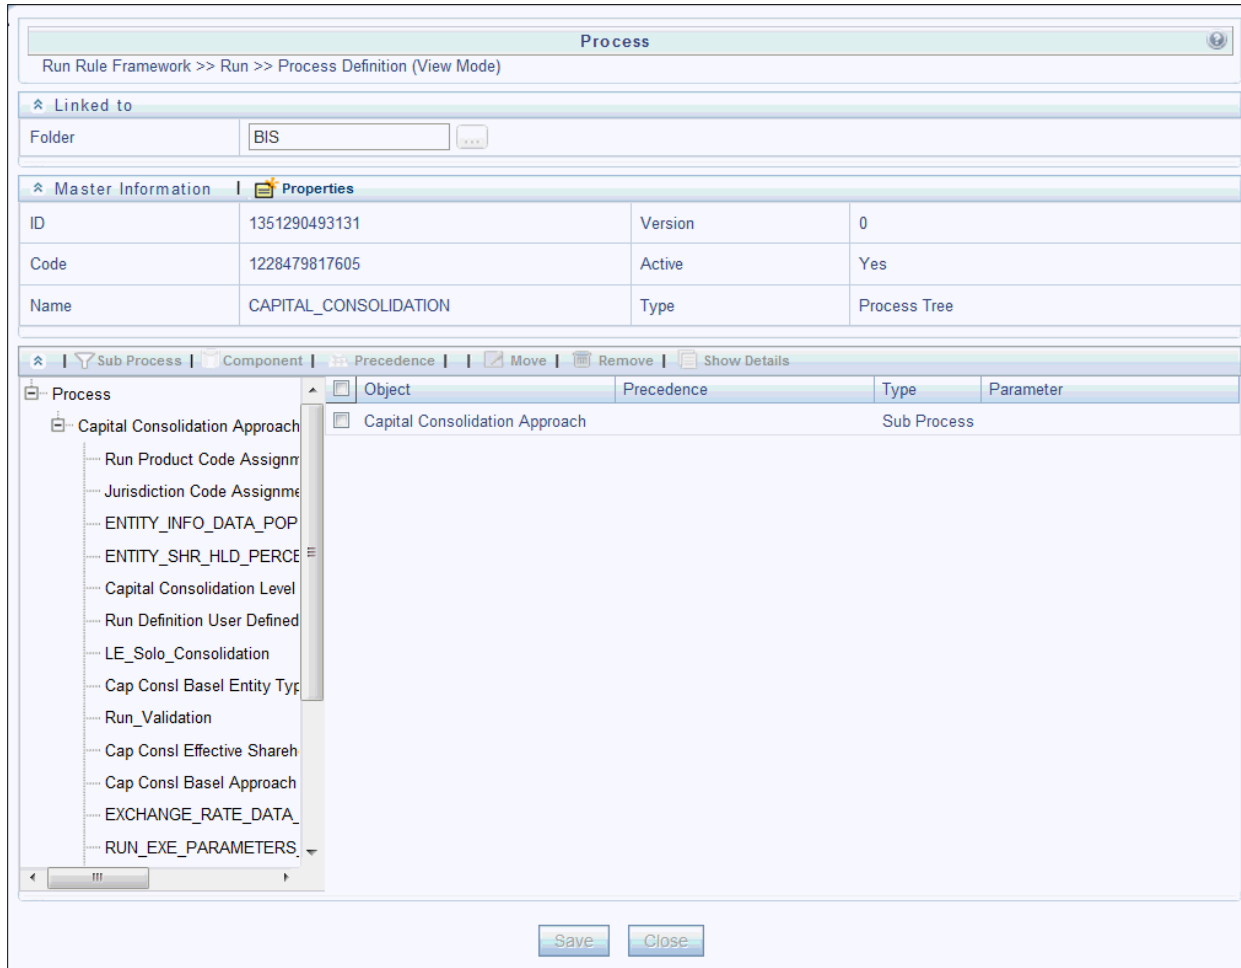 Process
Run Rule Framework >> Run >> Process Definition (View Mode)
Linked to
Folder BIS ...
Master Information | Properties
ID 1351290493131 Version 0
Code 1228479817605 Active Yes
Name CAPITAL_CONSOLIDATION Type Process Tree
| Sub Process | Component | Precedence | | Move | Remove | Show Details
Process
Capital Consolidation Approach
Run Product Code Assignm
Jurisdiction Code Assignme
ENTITY_INFO_DATA_POP
ENTITY_SHR_HLD_PERCE
Capital Consolidation Level
Run Definition User Defined
LE_Solo_Consolidation
Cap Consl Basel Entity Typ
Run_Validation
Cap Consl Effective Shareh
Cap Consl Basel Approach
EXCHANGE_RATE_DATA_
RUN_EXE_PARAMETERS_
Object Precedence Type Parameter
Capital Consolidation Approach Sub Process
Save Close